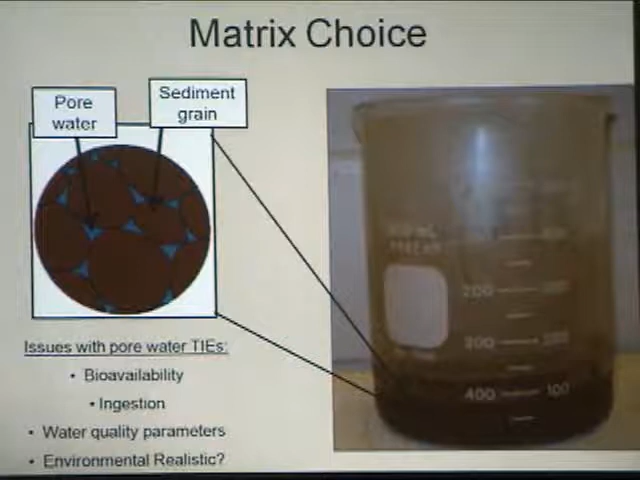 Matrix Choice
Pore
water
Sediment
grain
200
300
400
100
Issues with pore water TIEs:
• Bioavailability
• Ingestion
• Water quality parameters
• Environmental Realistic?